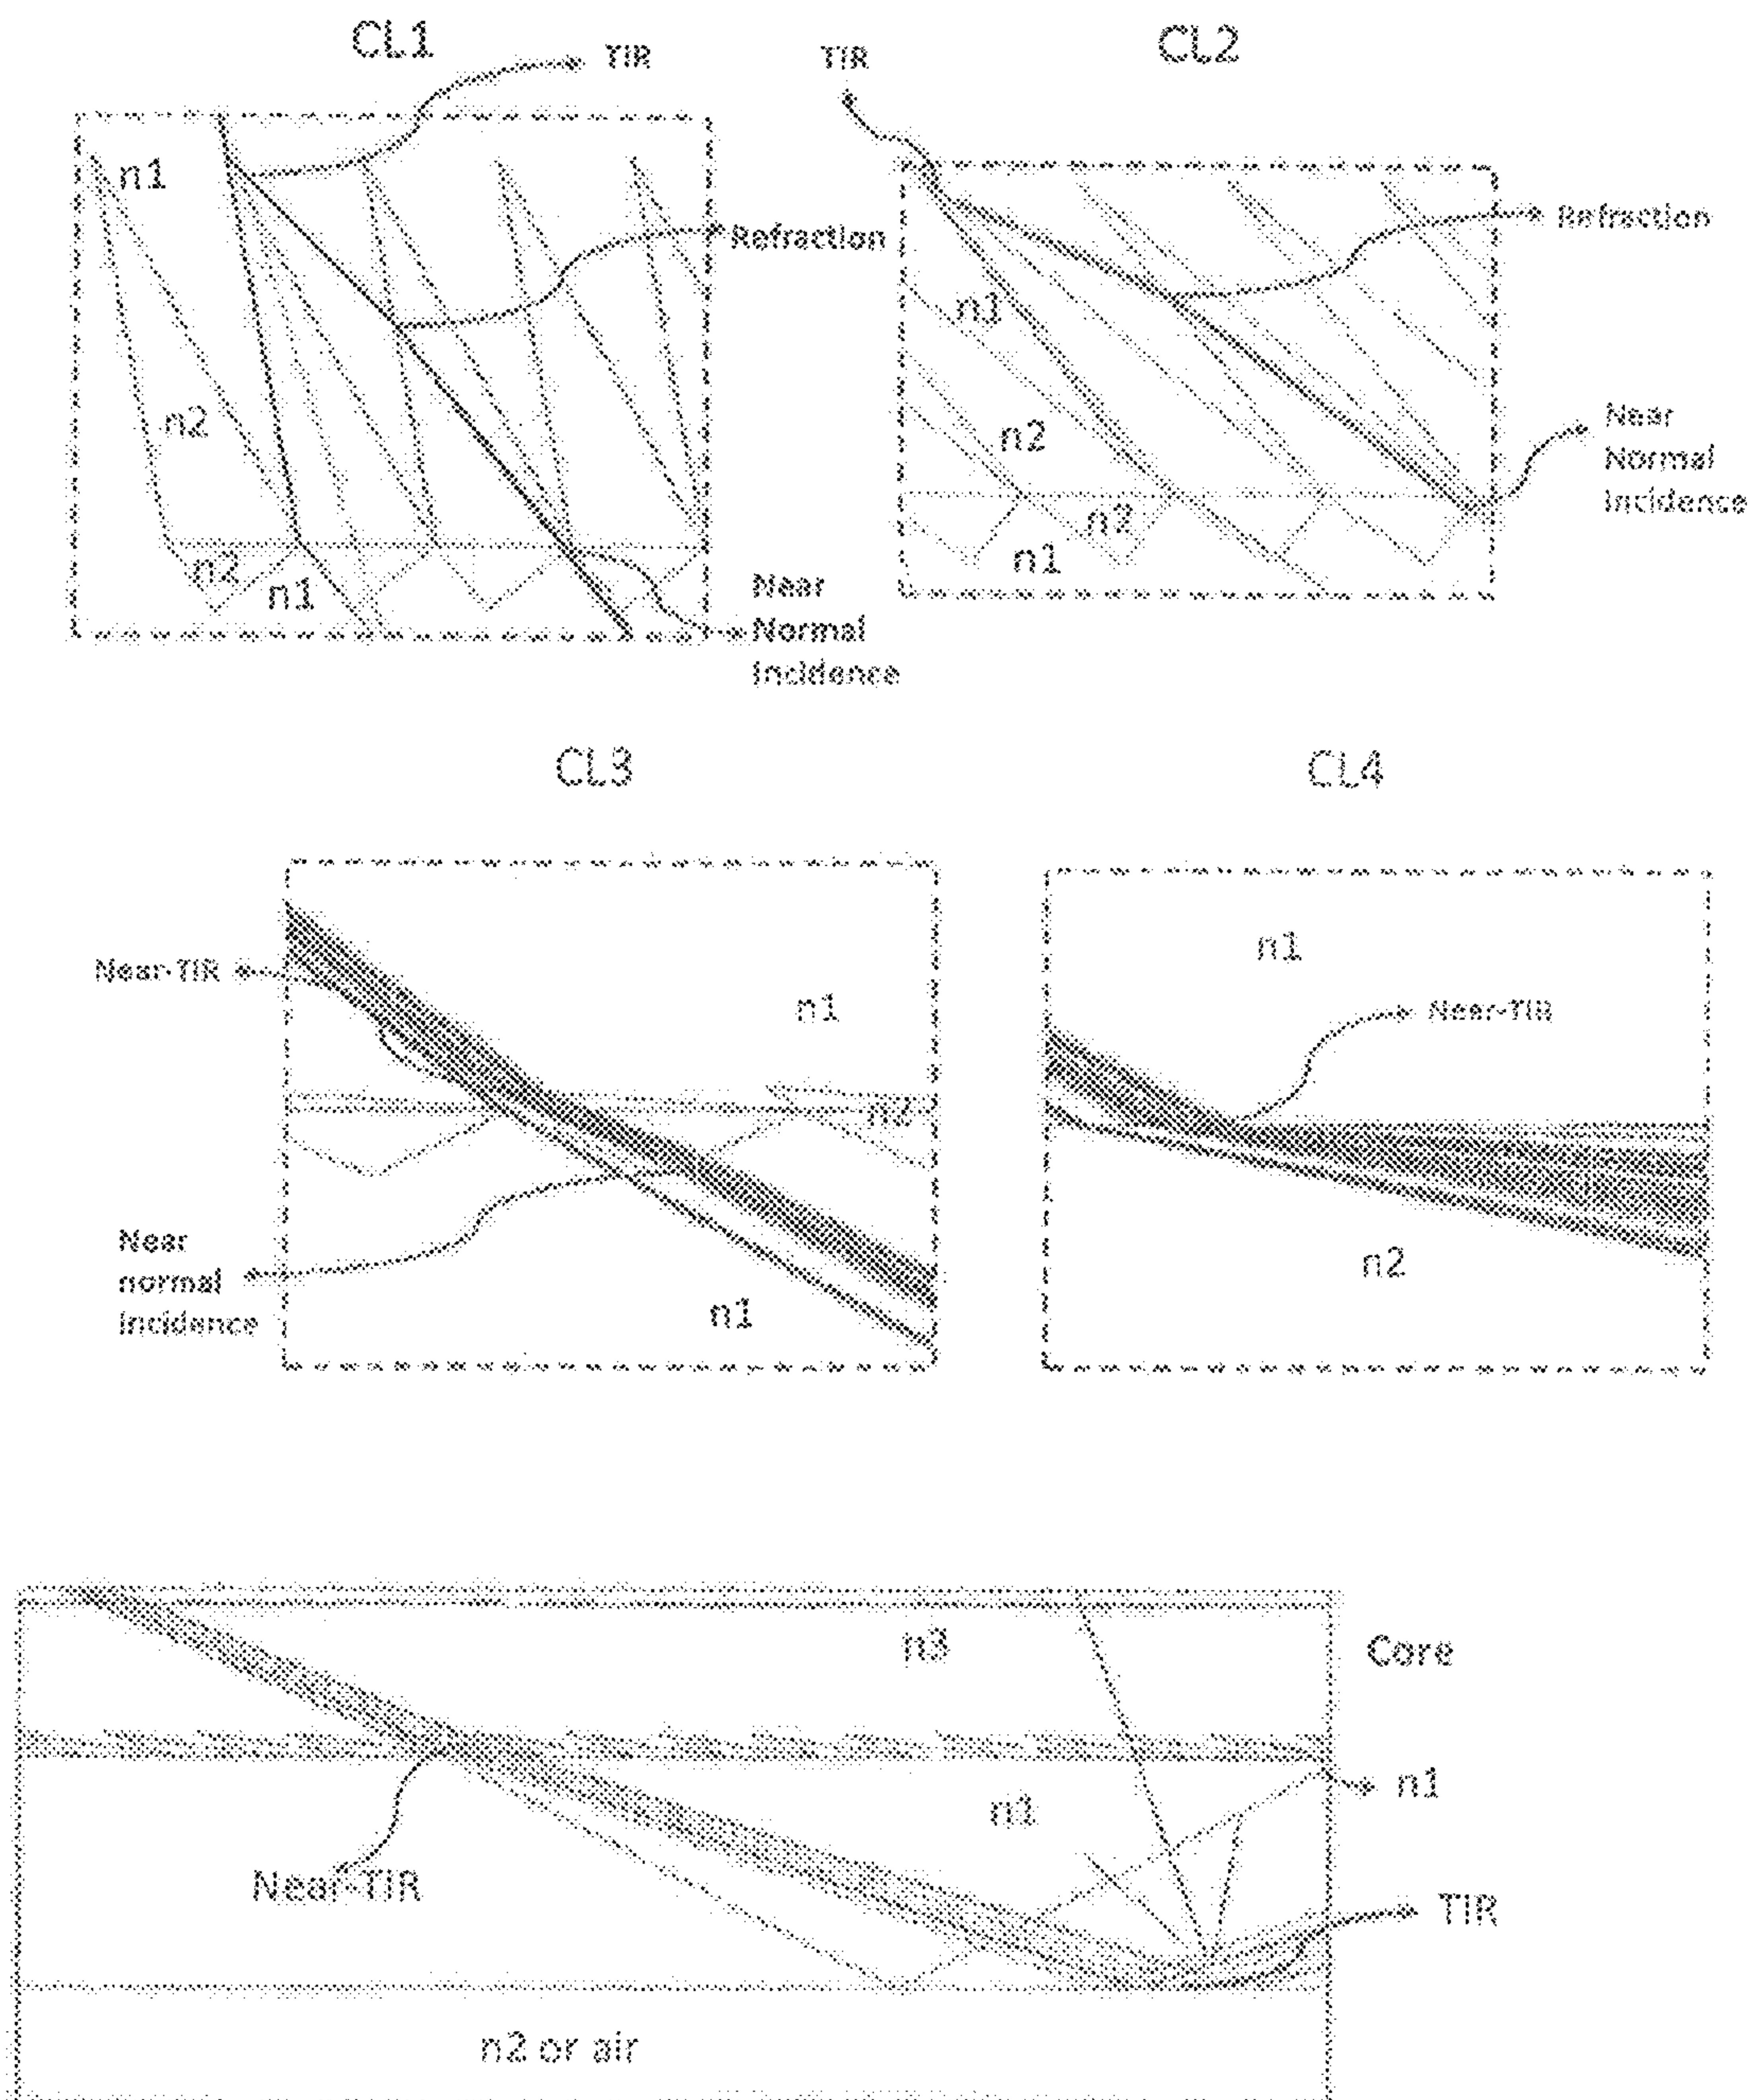 CL1
TIR
TIR
CL2
n1
Refraction
Refraction
n1
n2
Near
Normal
Incidence
n2
n2
n2
n1
n1
Near
Normal
Incidence
CL3
CL4
n1
Near-TIR
n1
Near-TIR
n2
Near
normal
incidence
n1
n2
n3
Core
n1
n1
Near-TIR
TIR
n2 or air